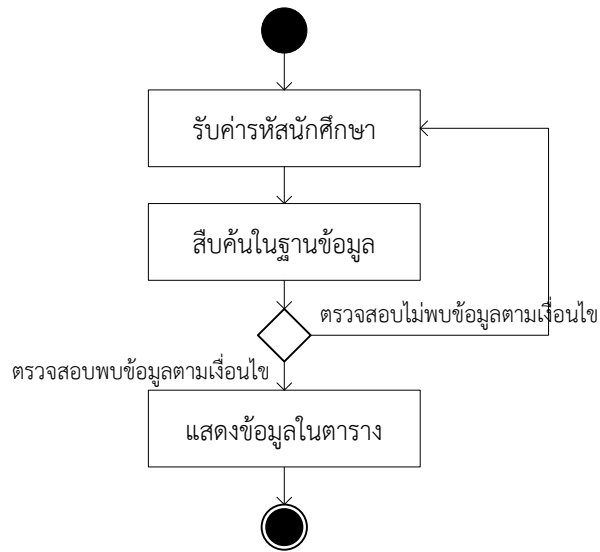 รับค่ารหัสนักศึกษา
สืบค้นในฐานข้อมูล
ตรวจสอบไม่พบข้อมูลตามเงื่อนไข
ตรวจสอบพบข้อมูลตามเงื่อนไข
แสดงข้อมูลในตาราง